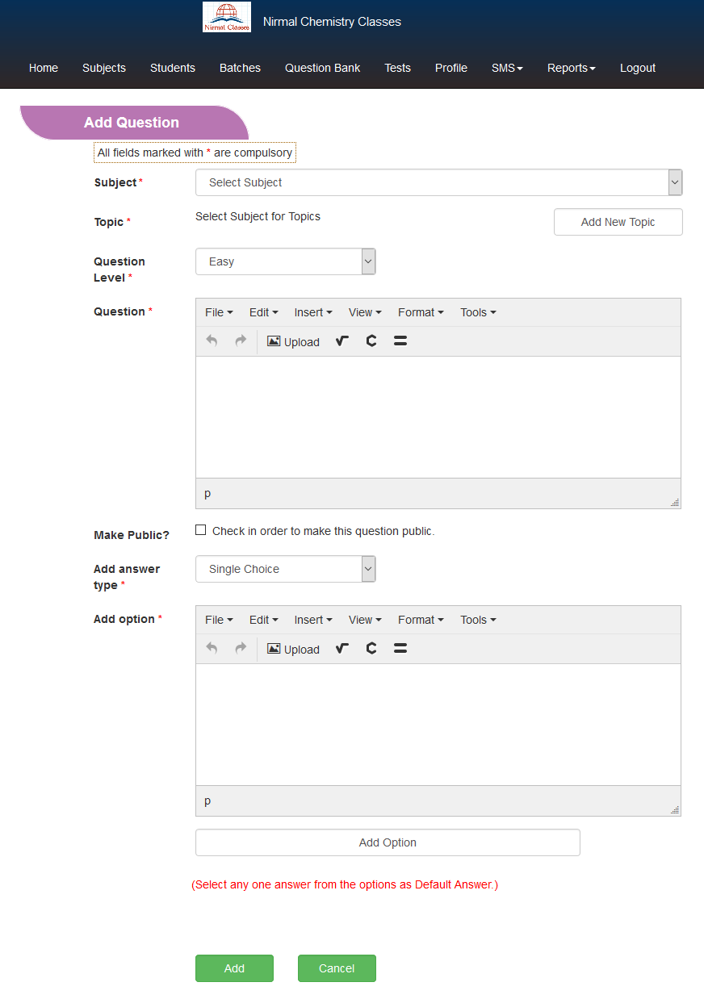 Nirmal Classes
Nirmal Chemistry Classes
Home Subjects Students Batches Question Bank Tests Profile SMS Reports Logout
Add Question
All fields marked with * are compulsory
Subject *
Select Subject
Topic *
Select Subject for Topics
Add New Topic
Question
Level *
Easy
Question *
File Edit Insert View Format Tools
Upload
p
Make Public?
Check in order to make this question public.
Add answer
type *
Single Choice
Add option *
File Edit Insert View Format Tools
Upload
p
Add Option
(Select any one answer from the options as Default Answer.)
Add Cancel